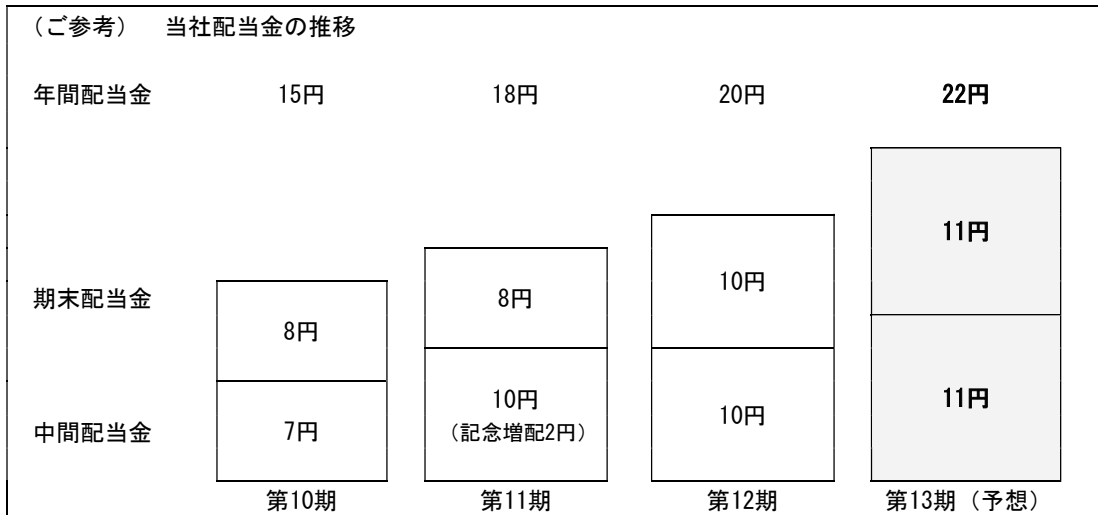 （ご参考）　当社配当金の推移
年間配当金　15円　18円　20円　22円
11円
期末配当金　8円　8円　10円
中間配当金　7円　10円　10円　11円
（記念増配2円）
第10期　第11期　第12期　第13期（予想）